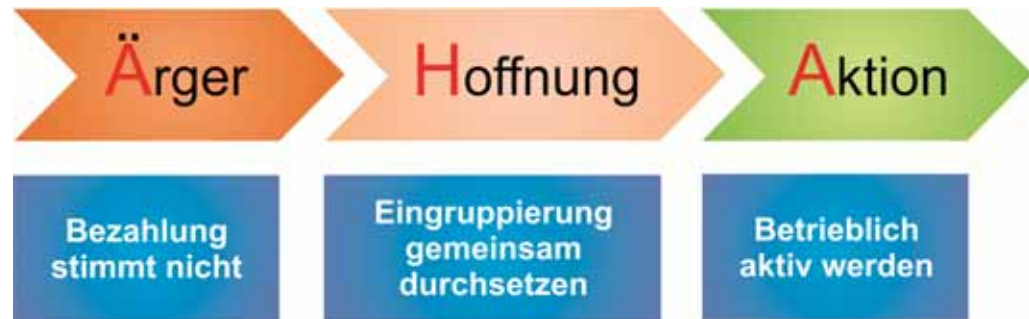 Ärger
Hoffnung
Aktion
Bezahlung
stimmt nicht
Eingruppierung
gemeinsam
durchsetzen
Betrieblich
aktiv werden